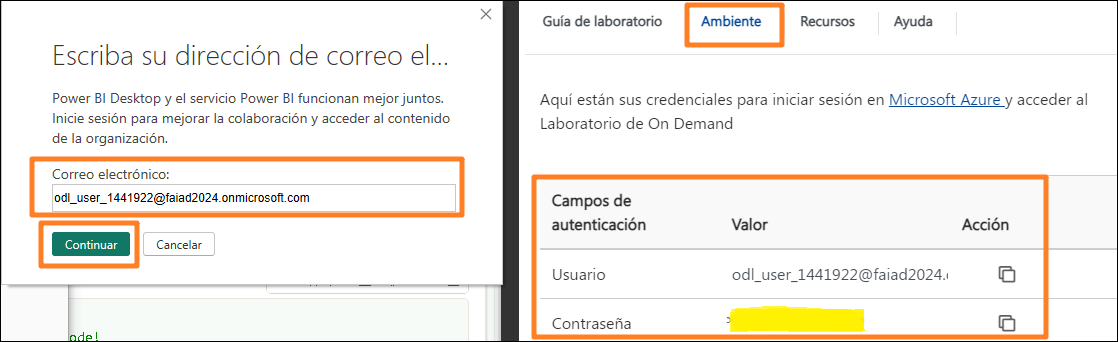 Escriba su dirección de correo el...
Power BI Desktop y el servicio Power BI funcionan mejor juntos.
Inicie sesión para mejorar la colaboración y acceder al contenido
de la organización.
Correo electrónico:
odl_user_1441922@faiad2024.onmicrosoft.com
Continuar Cancelar
ode!
Guía de laboratorio Ambiente Recursos Ayuda
Aquí están sus credenciales para iniciar sesión en Microsoft Azure y acceder al
Laboratorio de On Demand
Campos de
autenticación Valor Acción
Usuario odl_user_1441922@faiad2024.
Contraseña